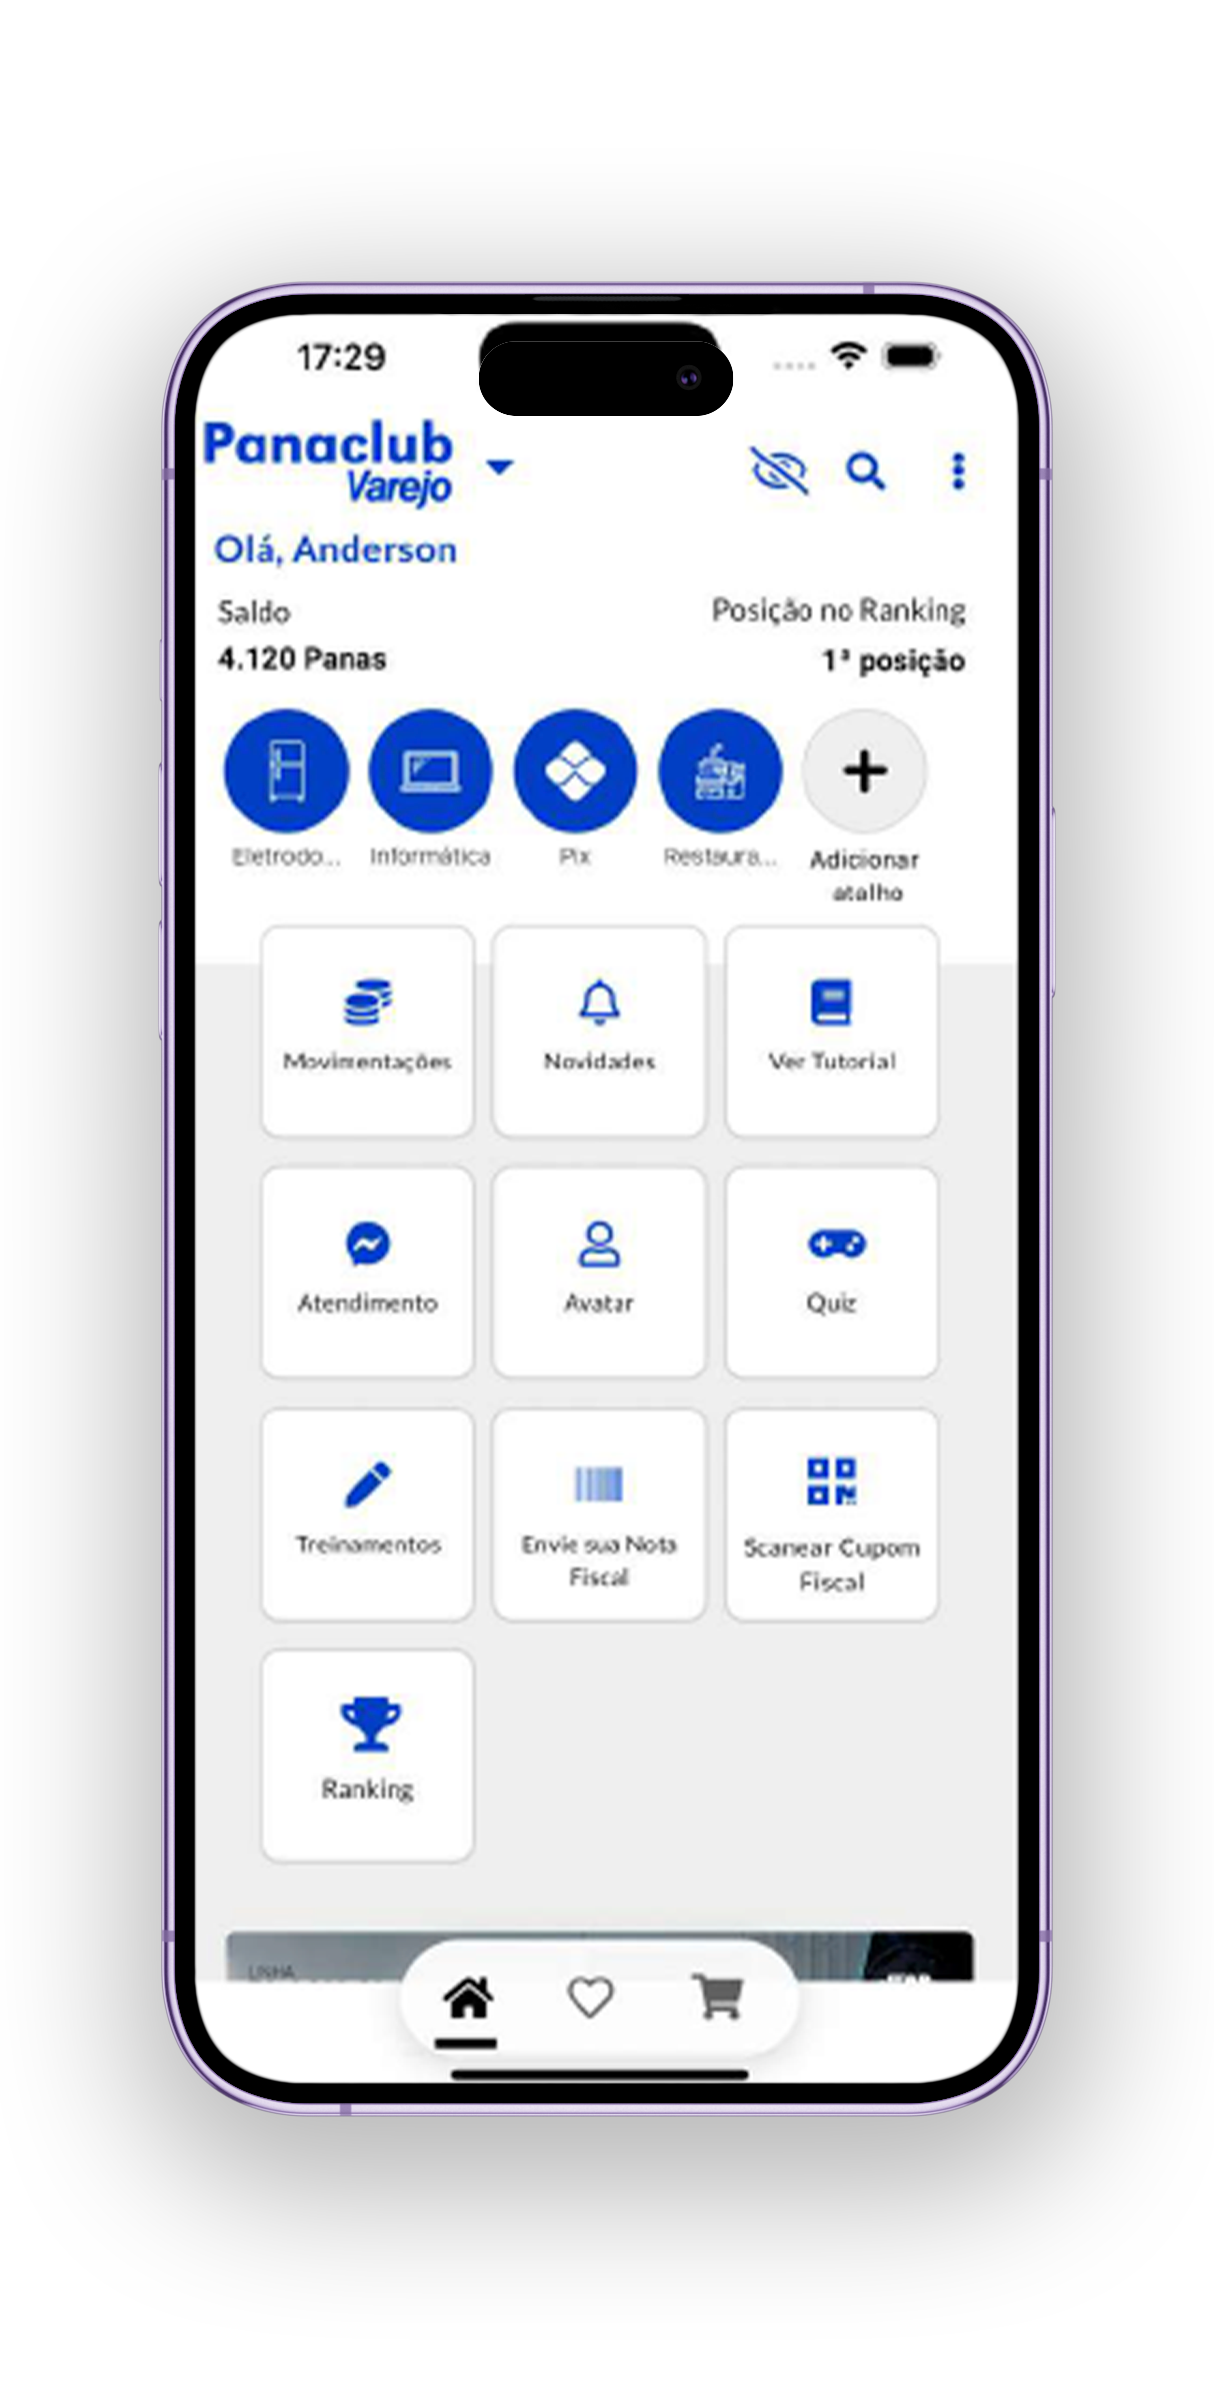 17:29
Panaclub
Varejo
Olá, Anderson
Saldo
Posição no Ranking
4.120 Panas
1ª posição
Eletrodo...
Informática
Pix
Restaura...
Adicionar
atalho
Movimentações
Novidades
Ver Tutorial
Atendimento
Avatar
Quiz
Treinamentos
Envie sua Nota
Fiscal
Scanear Cupom
Fiscal
Ranking
LINHA